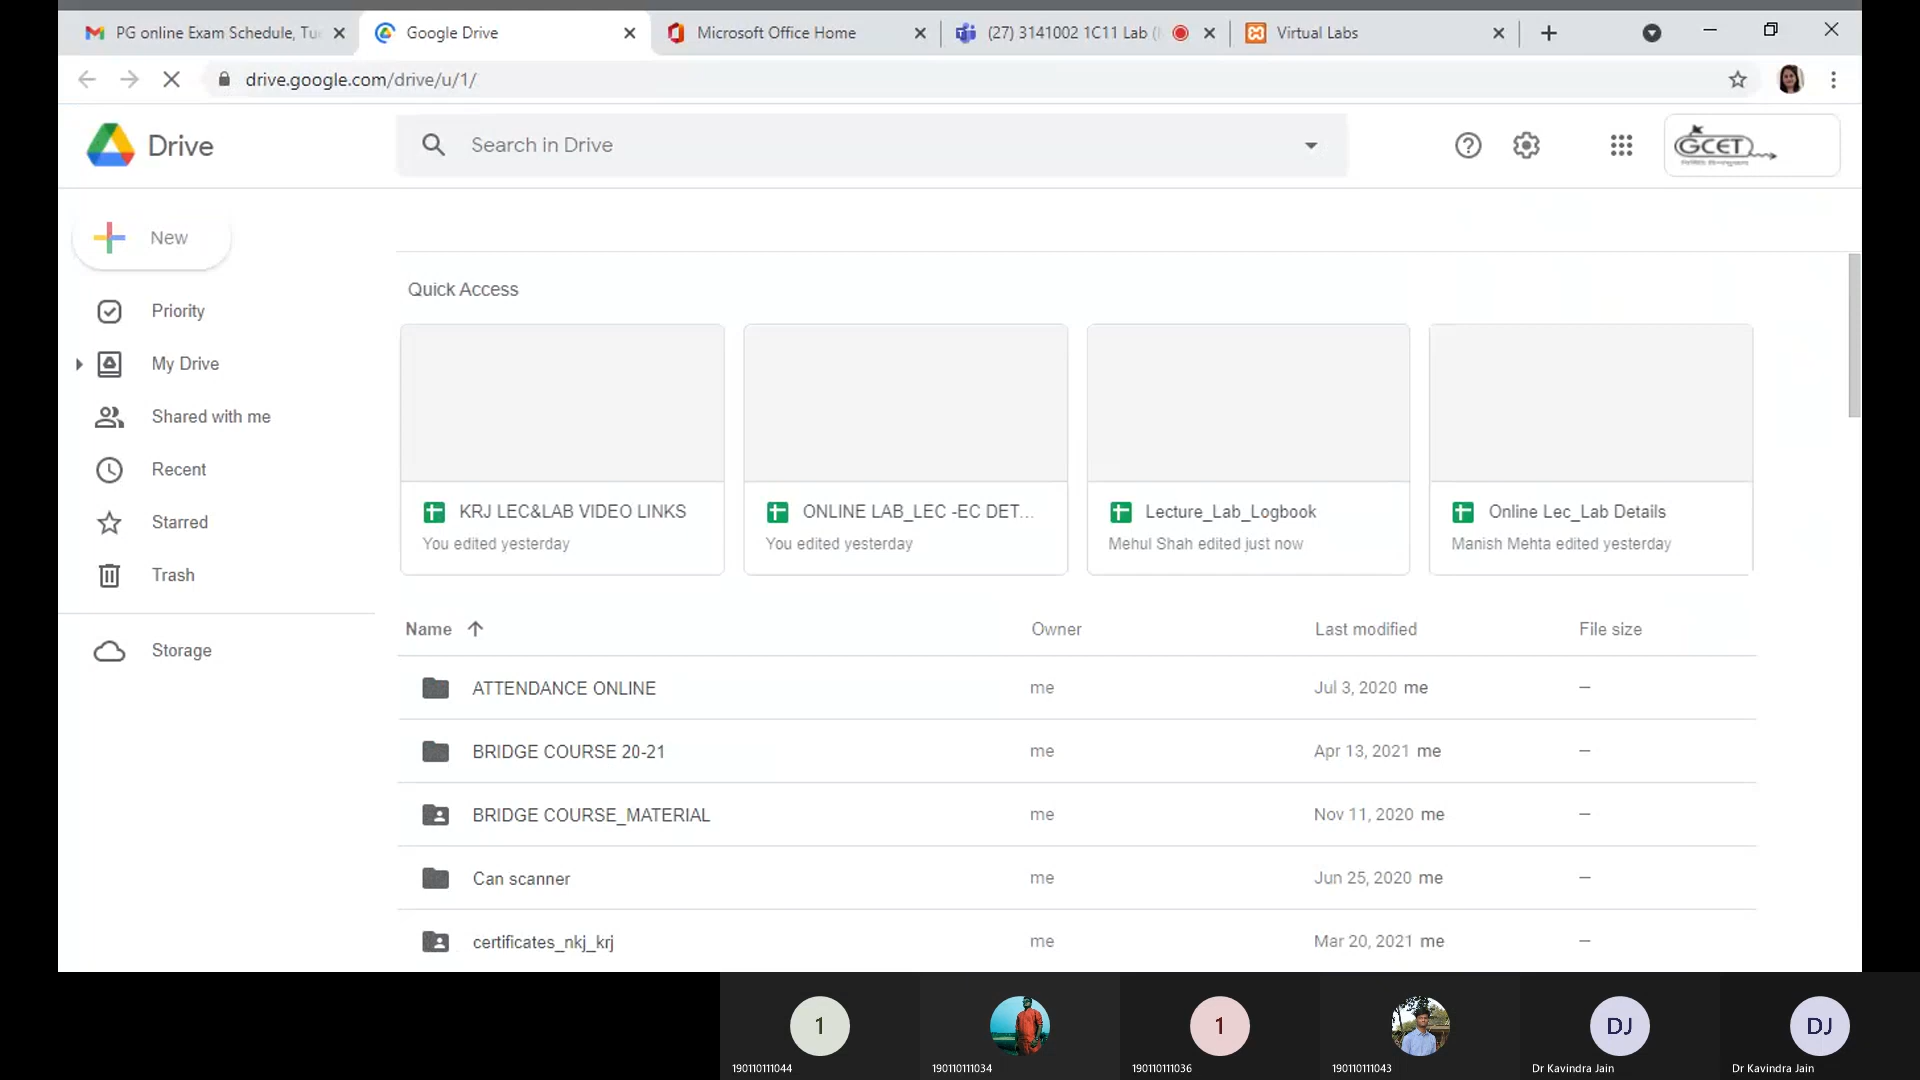 PG online Exam Schedule, Tu
Google Drive
Microsoft Office Home
(27) 3141002 1C11 Lab (
Virtual Labs
drive.google.com/drive/u/1/
Drive
Search in Drive
GCET
New
Priority
My Drive
Shared with me
Recent
Starred
Trash
Storage
Quick Access
KRJ LEC&LAB VIDEO LINKS
You edited yesterday
ONLINE LAB_LEC -EC DET...
You edited yesterday
Lecture_Lab_Logbook
Mehul Shah edited just now
Online Lec_Lab Details
Manish Mehta edited yesterday
Name Owner Last modified File size
ATTENDANCE ONLINE me Jul 3, 2020 me –
BRIDGE COURSE 20-21 me Apr 13, 2021 me –
BRIDGE COURSE_MATERIAL me Nov 11, 2020 me –
Can scanner me Jun 25, 2020 me –
certificates_nkj_krj me Mar 20, 2021 me –
1 1 DJ DJ
190110111044 190110111034 190110111036 190110111043 Dr Kavindra Jain Dr Kavindra Jain